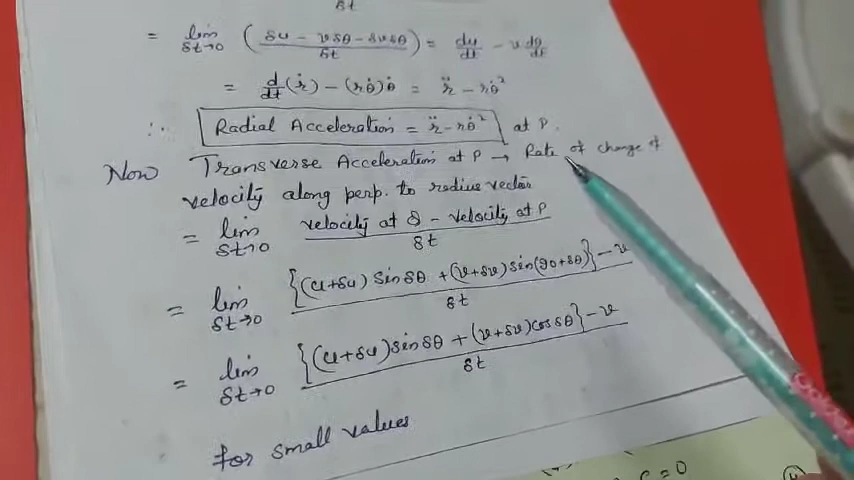 δt
= lim δt→0 ( δu - vδθ - δvδθ / δt ) = du/dt - v dθ/dt
= d/dt (ṙ) - (rθ̇)θ̇ = r̈ - rθ̇²
∴ Radial Acceleration = r̈ - rθ̇² at P.
Now Transverse Acceleration at P → Rate of change of
velocity along perp. to radius vector
= lim δt→0 velocity at Q - velocity at P / δt
= lim δt→0 {(u+δu) sin δθ + (v+δv) sin(90+δθ)} - v / δt
= lim δt→0 {(u+δu) sin δθ + (v+δv) cos δθ} - v / δt
for small values
= 0